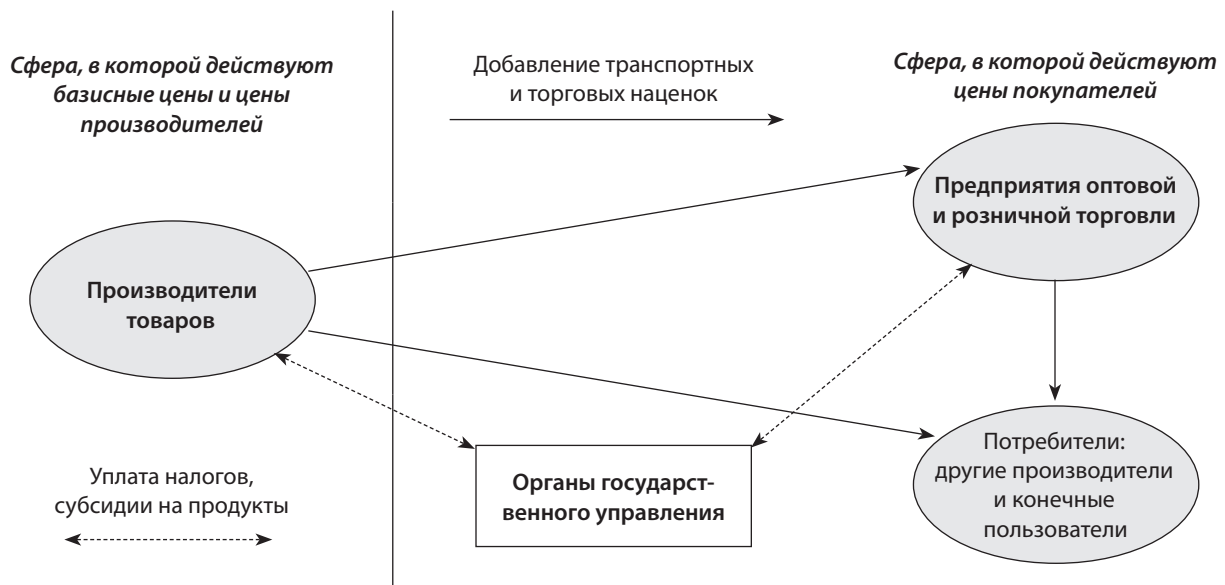 Сфера, в которой действуют
базисные цены и цены
производителей
Добавление транспортных
и торговых наценок
Сфера, в которой действуют
цены покупателей
Предприятия оптовой
и розничной торговли
Производители
товаров
Уплата налогов,
субсидии на продукты
Органы государст-
венного управления
Потребители:
другие производители
и конечные
пользователи